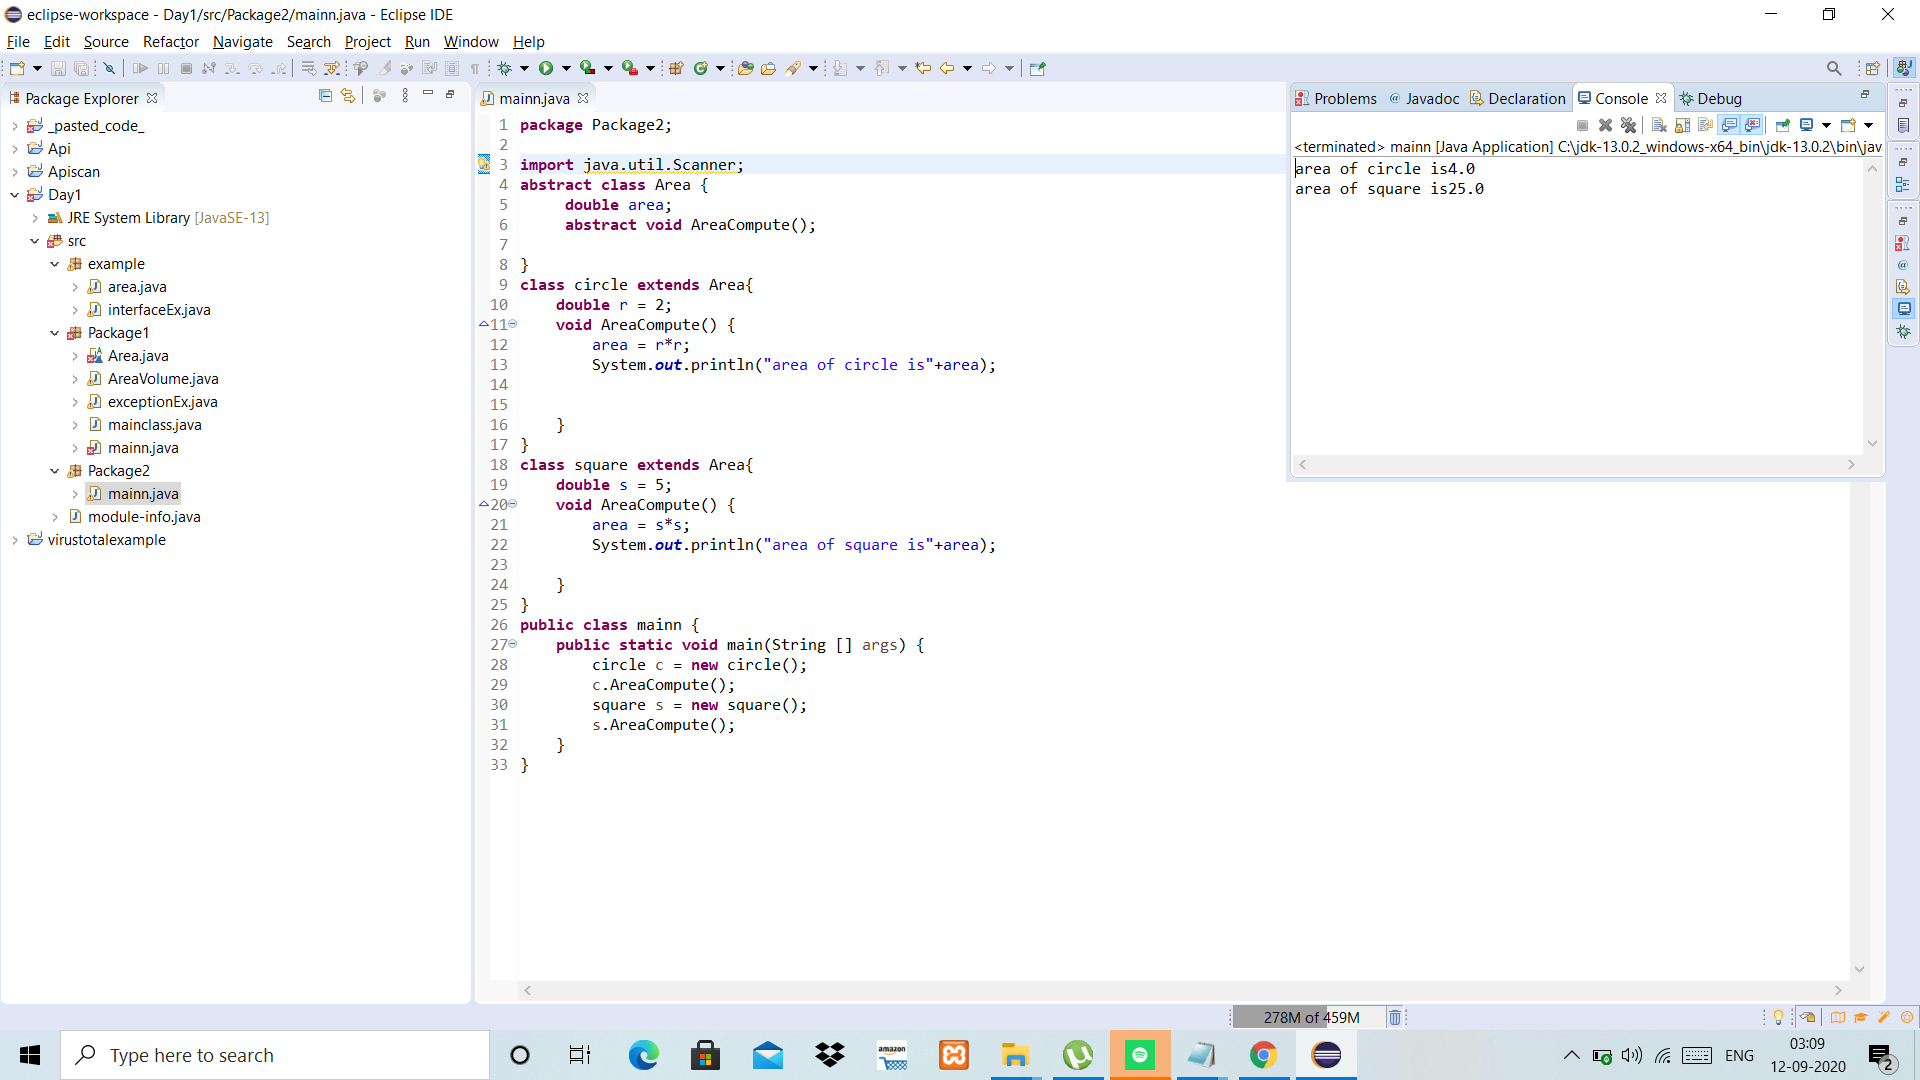 eclipse-workspace - Day1/src/Package2/mainn.java - Eclipse IDE
File Edit Source Refactor Navigate Search Project Run Window Help
Package Explorer
_pasted_code_
Api
Apiscan
Day1
JRE System Library [JavaSE-13]
src
example
area.java
interfaceEx.java
Package1
Area.java
AreaVolume.java
exceptionEx.java
mainclass.java
mainn.java
Package2
mainn.java
module-info.java
virustotalexample
mainn.java
1 package Package2;
2
3 import java.util.Scanner;
4 abstract class Area {
5 double area;
6 abstract void AreaCompute();
7
8 }
9 class circle extends Area{
10 double r = 2;
11 void AreaCompute() {
12 area = r*r;
13 System.out.println("area of circle is"+area);
14
15
16 }
17 }
18 class square extends Area{
19 double s = 5;
20 void AreaCompute() {
21 area = s*s;
22 System.out.println("area of square is"+area);
23
24 }
25 }
26 public class mainn {
27 public static void main(String [] args) {
28 circle c = new circle();
29 c.AreaCompute();
30 square s = new square();
31 s.AreaCompute();
32 }
33 }
Problems @ Javadoc Declaration Console Debug
<terminated> mainn [Java Application] C:\jdk-13.0.2_windows-x64_bin\jdk-13.0.2\bin\jav
area of circle is4.0
area of square is25.0
278M of 459M
Type here to search
amazon
ENG
03:09
12-09-2020
2